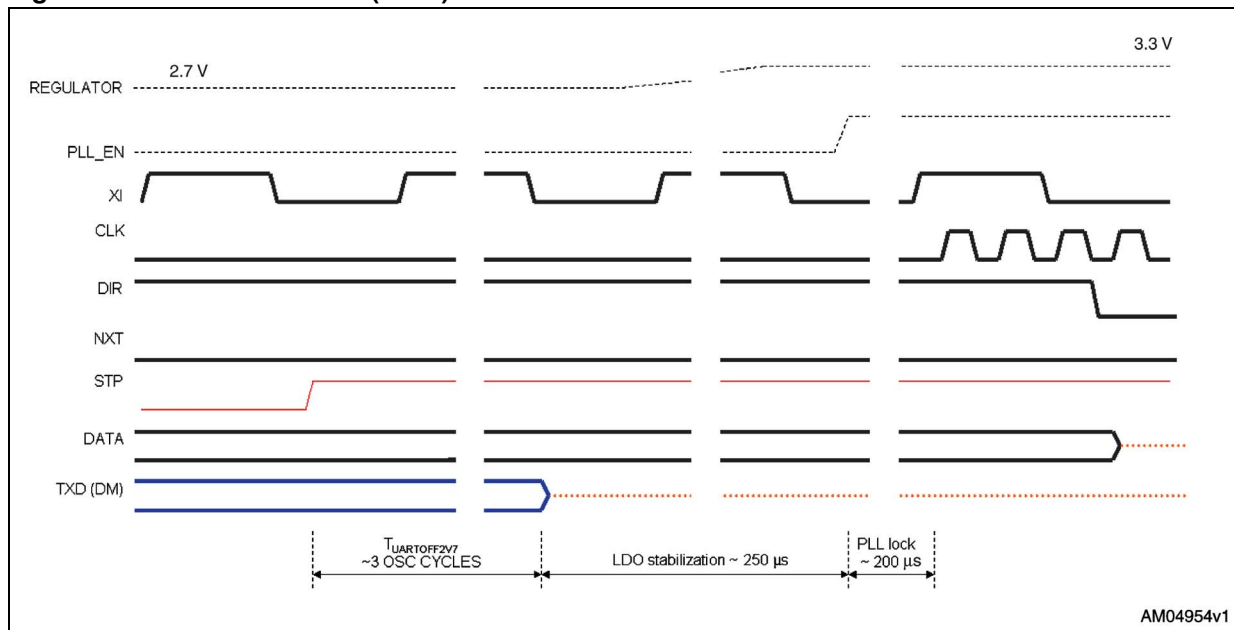 3.3 V
2.7 V
REGULATOR
PLL_EN
XI
CLK
DIR
NXT
STP
DATA
TXD (DM)
TUARTOFF2V7
~3 OSC CYCLES
LDO stabilization ~ 250 µs
PLL lock
~ 200 µs
AM04954v1